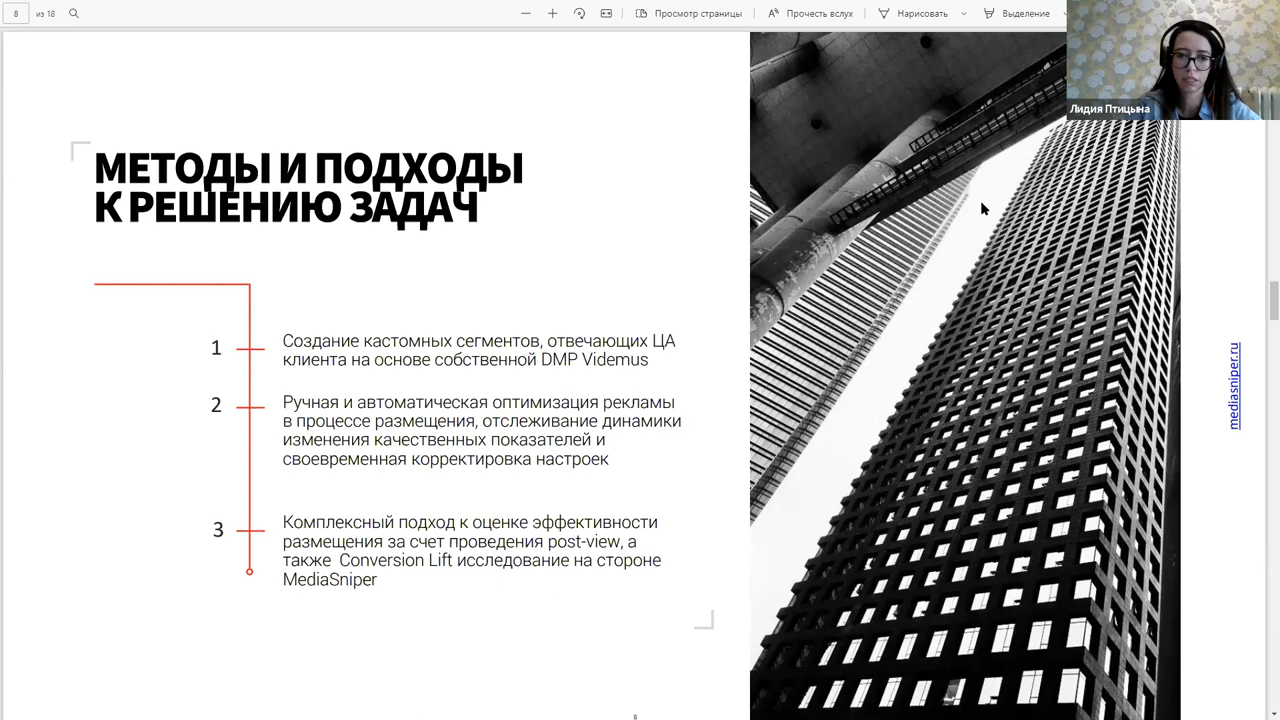 8 из 18
Просмотр страницы
Прочесть вслух
Нарисовать
Выделение
Лидия Птицына
МЕТОДЫ И ПОДХОДЫ
К РЕШЕНИЮ ЗАДАЧ
1
Создание кастомных сегментов, отвечающих ЦА
клиента на основе собственной DMP Videmus
2
Ручная и автоматическая оптимизация рекламы
в процессе размещения, отслеживание динамики
изменения качественных показателей и
своевременная корректировка настроек
3
Комплексный подход к оценке эффективности
размещения за счет проведения post-view, а
также Conversion Lift исследование на стороне
MediaSniper
mediasniper.ru
8